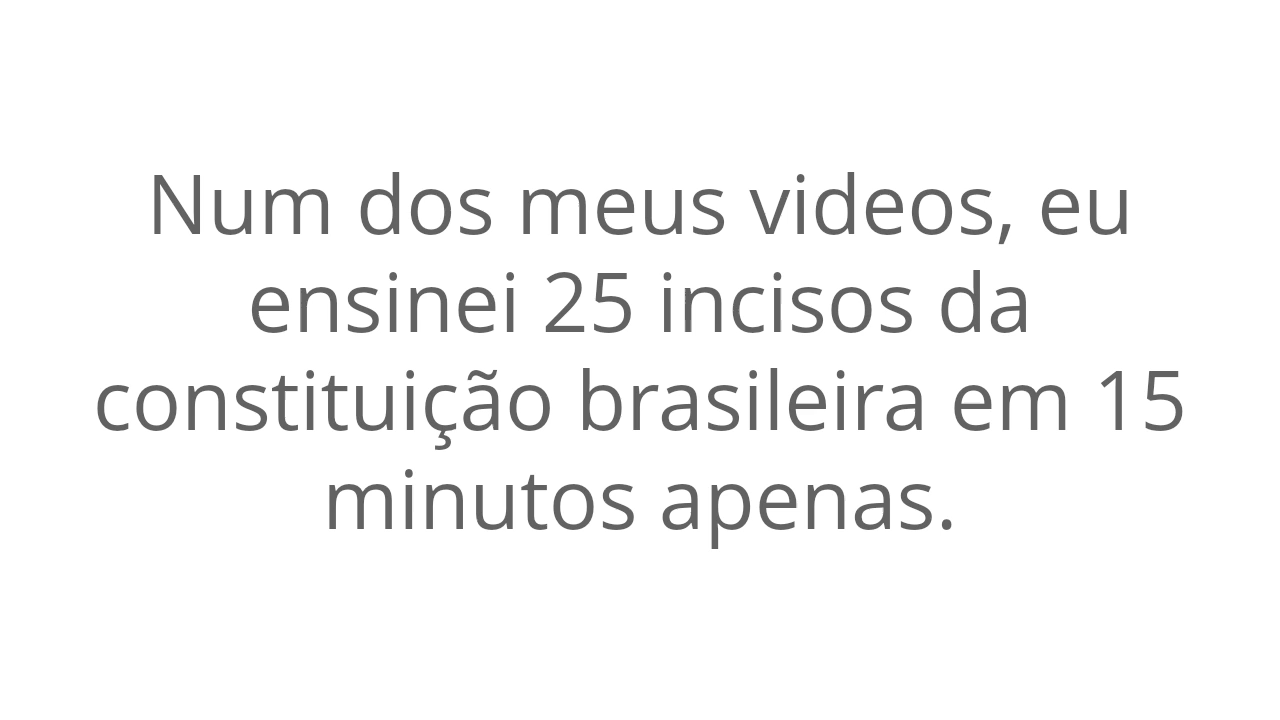 Num dos meus videos, eu
ensinei 25 incisos da
constituição brasileira em 15
minutos apenas.